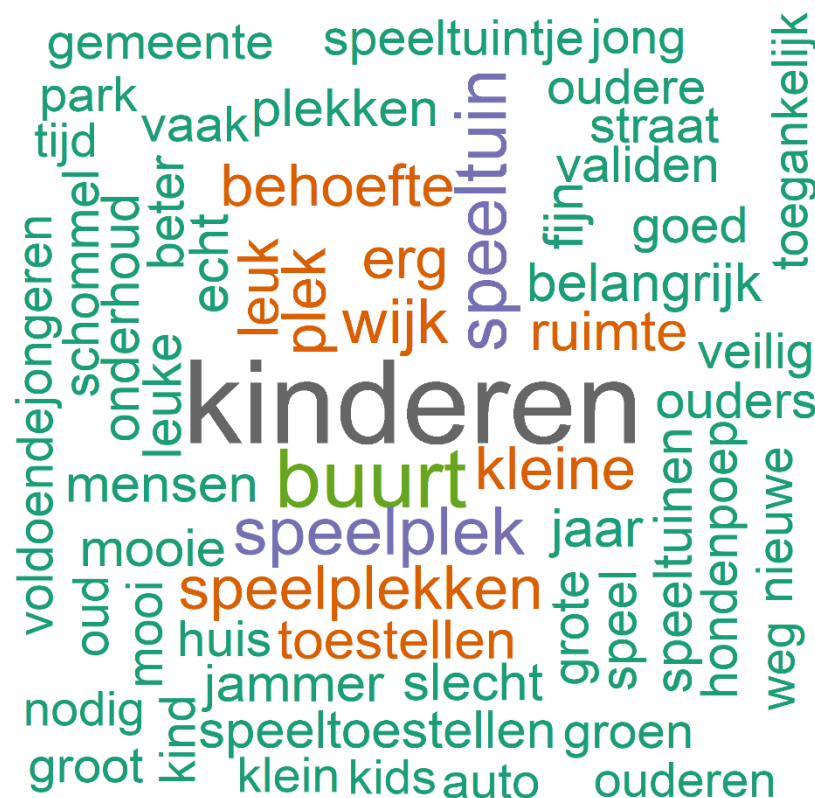 gemeente
speeltuintje
jong
toegankelijk
park
vaak
plekken
speeltuin
oudere
straat
tijd
validen
behoefte
beter
schommel
onderhoud
echt
fijn
goed
leuk
plek
erg
belangrijk
wijk
ruimte
veilig
jongeren
voldoende
leuke
kinderen
ouders
mensen
buurt
kleine
speeltuinen
hondenpoep
nieuwe
mooie
speelplek
jaar
oud
mooi
speelplekken
grote
speel
huis
toestellen
weg
jammer
slecht
nodig
kind
speeltoestellen
groen
groot
klein
kids
auto
ouderen